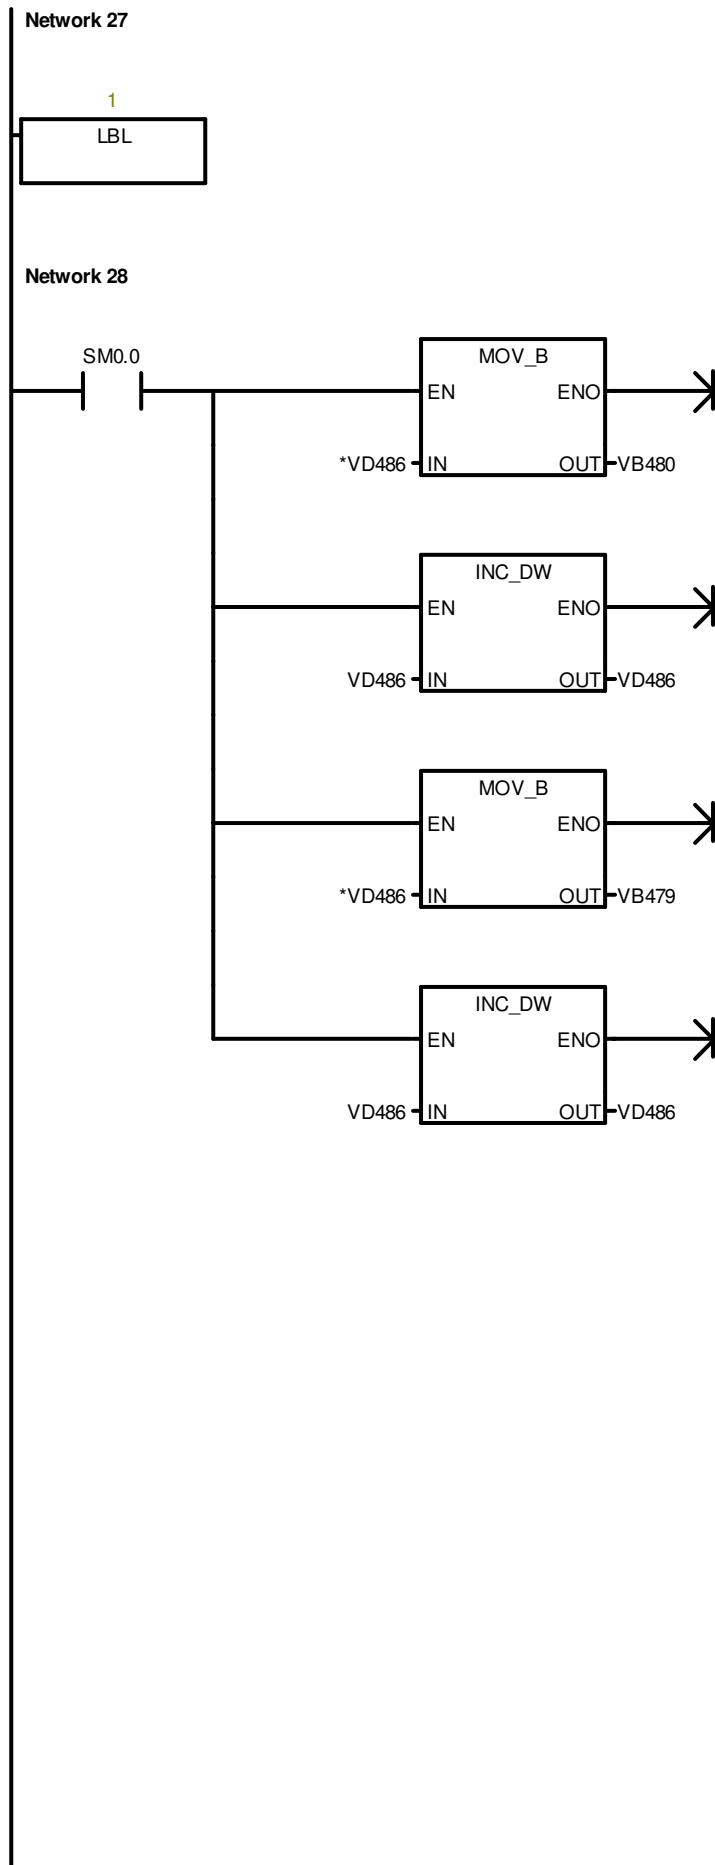 Network 27
1
LBL
Network 28
SM0.0
MOV_B
EN ENO
*VD486 IN OUT VB480
INC_DW
EN ENO
VD486 IN OUT VD486
MOV_B
EN ENO
*VD486 IN OUT VB479
INC_DW
EN ENO
VD486 IN OUT VD486